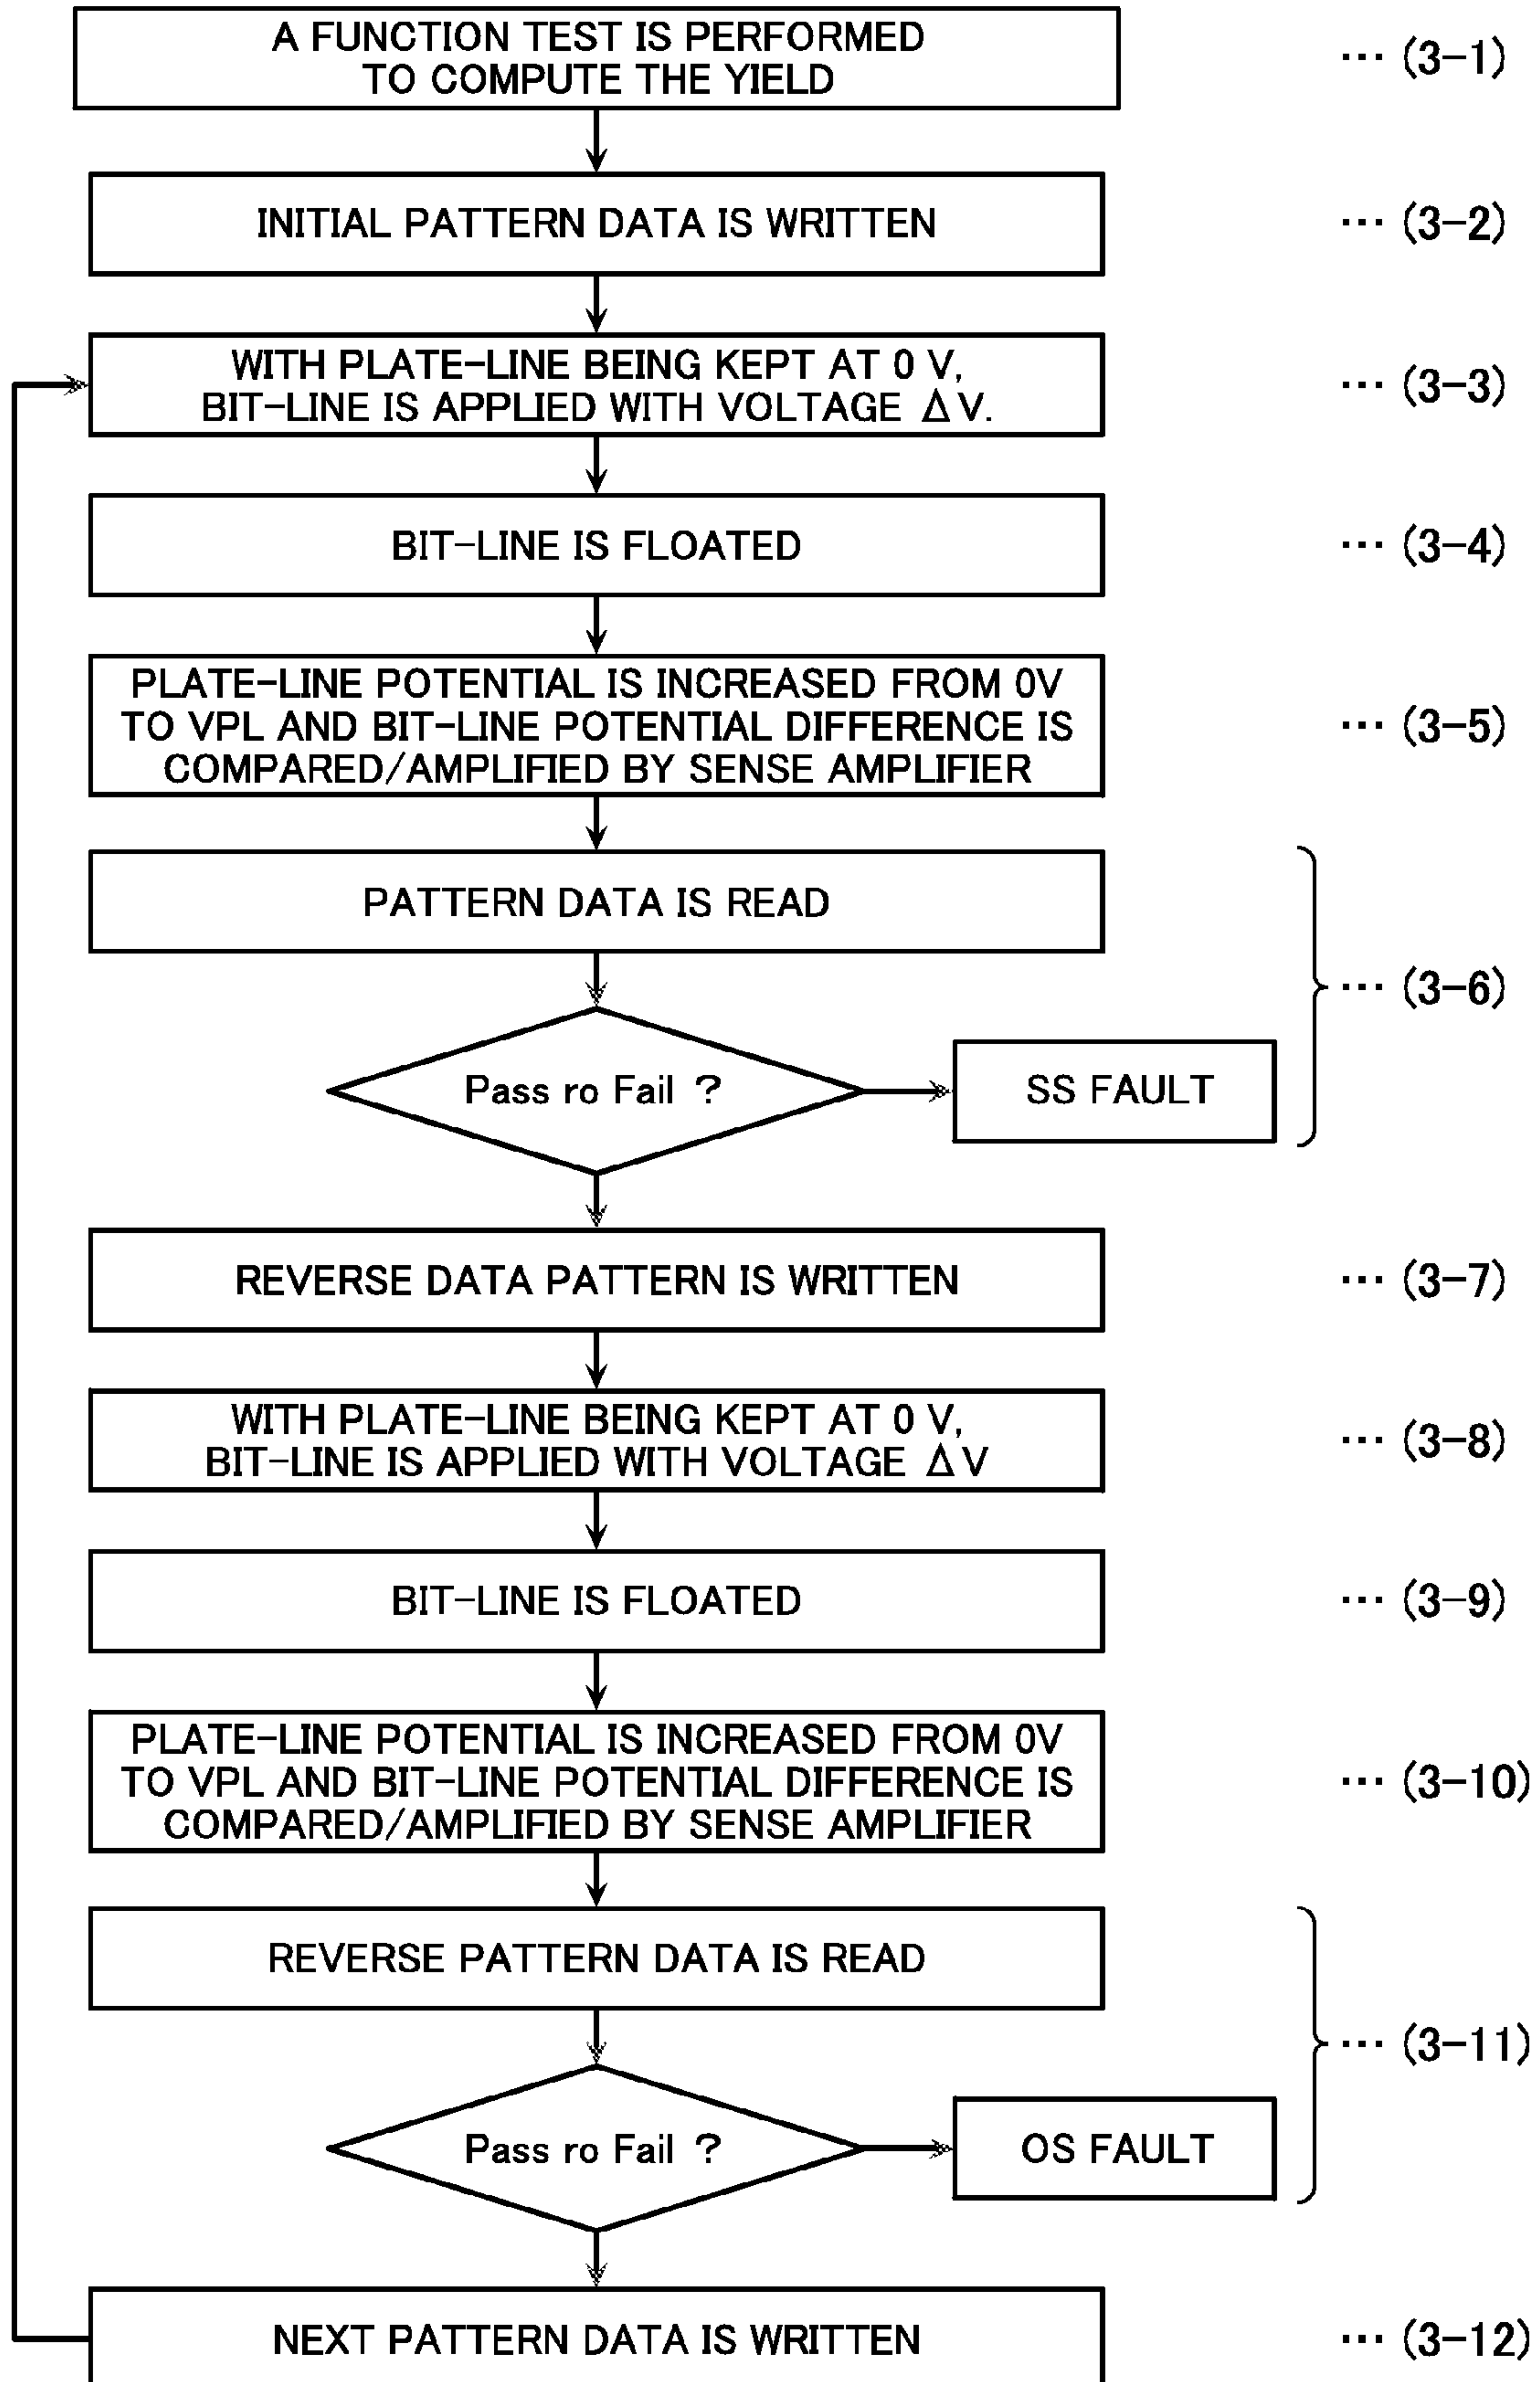 A FUNCTION TEST IS PERFORMED
TO COMPUTE THE YIELD
··· (3-1)
INITIAL PATTERN DATA IS WRITTEN
··· (3-2)
WITH PLATE-LINE BEING KEPT AT 0 V,
BIT-LINE IS APPLIED WITH VOLTAGE ΔV.
··· (3-3)
BIT-LINE IS FLOATED
··· (3-4)
PLATE-LINE POTENTIAL IS INCREASED FROM 0V
TO VPL AND BIT-LINE POTENTIAL DIFFERENCE IS
COMPARED/AMPLIFIED BY SENSE AMPLIFIER
··· (3-5)
PATTERN DATA IS READ
··· (3-6)
Pass ro Fail ?
SS FAULT
REVERSE DATA PATTERN IS WRITTEN
··· (3-7)
WITH PLATE-LINE BEING KEPT AT 0 V,
BIT-LINE IS APPLIED WITH VOLTAGE ΔV
··· (3-8)
BIT-LINE IS FLOATED
··· (3-9)
PLATE-LINE POTENTIAL IS INCREASED FROM 0V
TO VPL AND BIT-LINE POTENTIAL DIFFERENCE IS
COMPARED/AMPLIFIED BY SENSE AMPLIFIER
··· (3-10)
REVERSE PATTERN DATA IS READ
··· (3-11)
Pass ro Fail ?
OS FAULT
NEXT PATTERN DATA IS WRITTEN
··· (3-12)